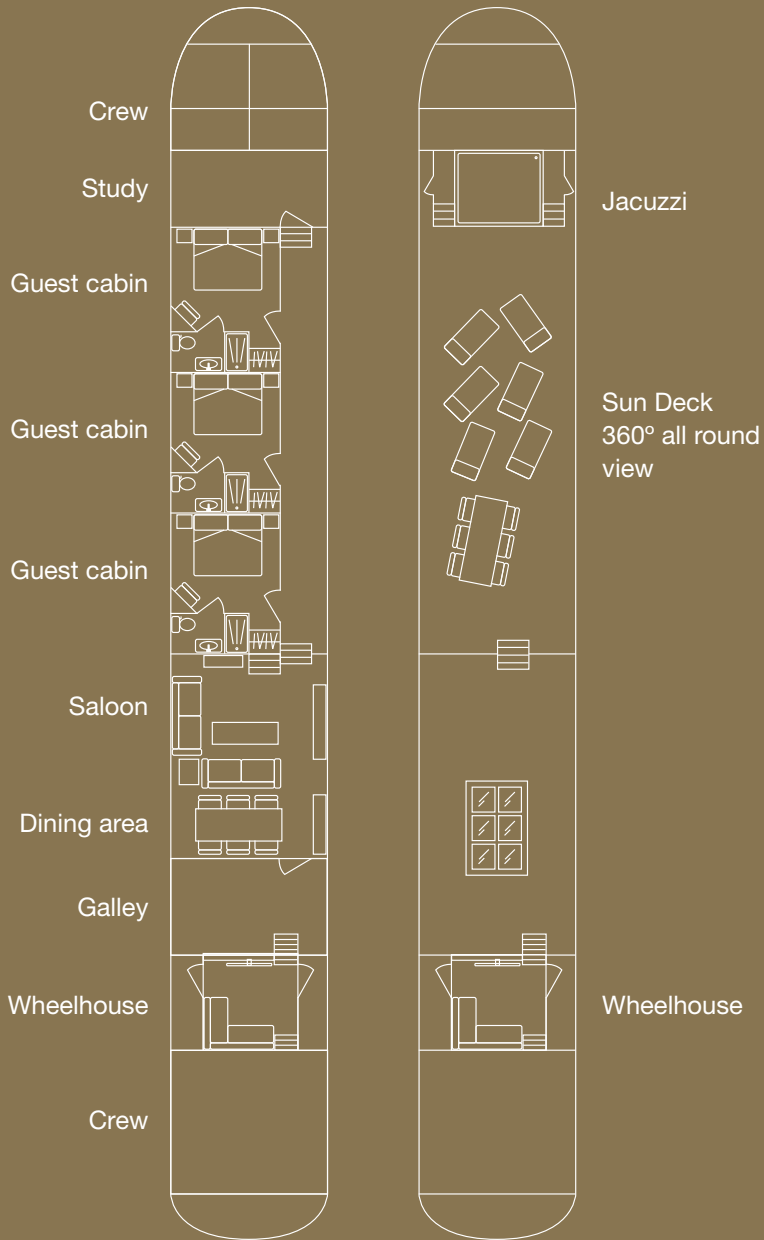 Crew
Study
Guest cabin
Guest cabin
Guest cabin
Saloon
Dining area
Galley
Wheelhouse
Crew
Jacuzzi
Sun Deck
360º all round
view
Wheelhouse